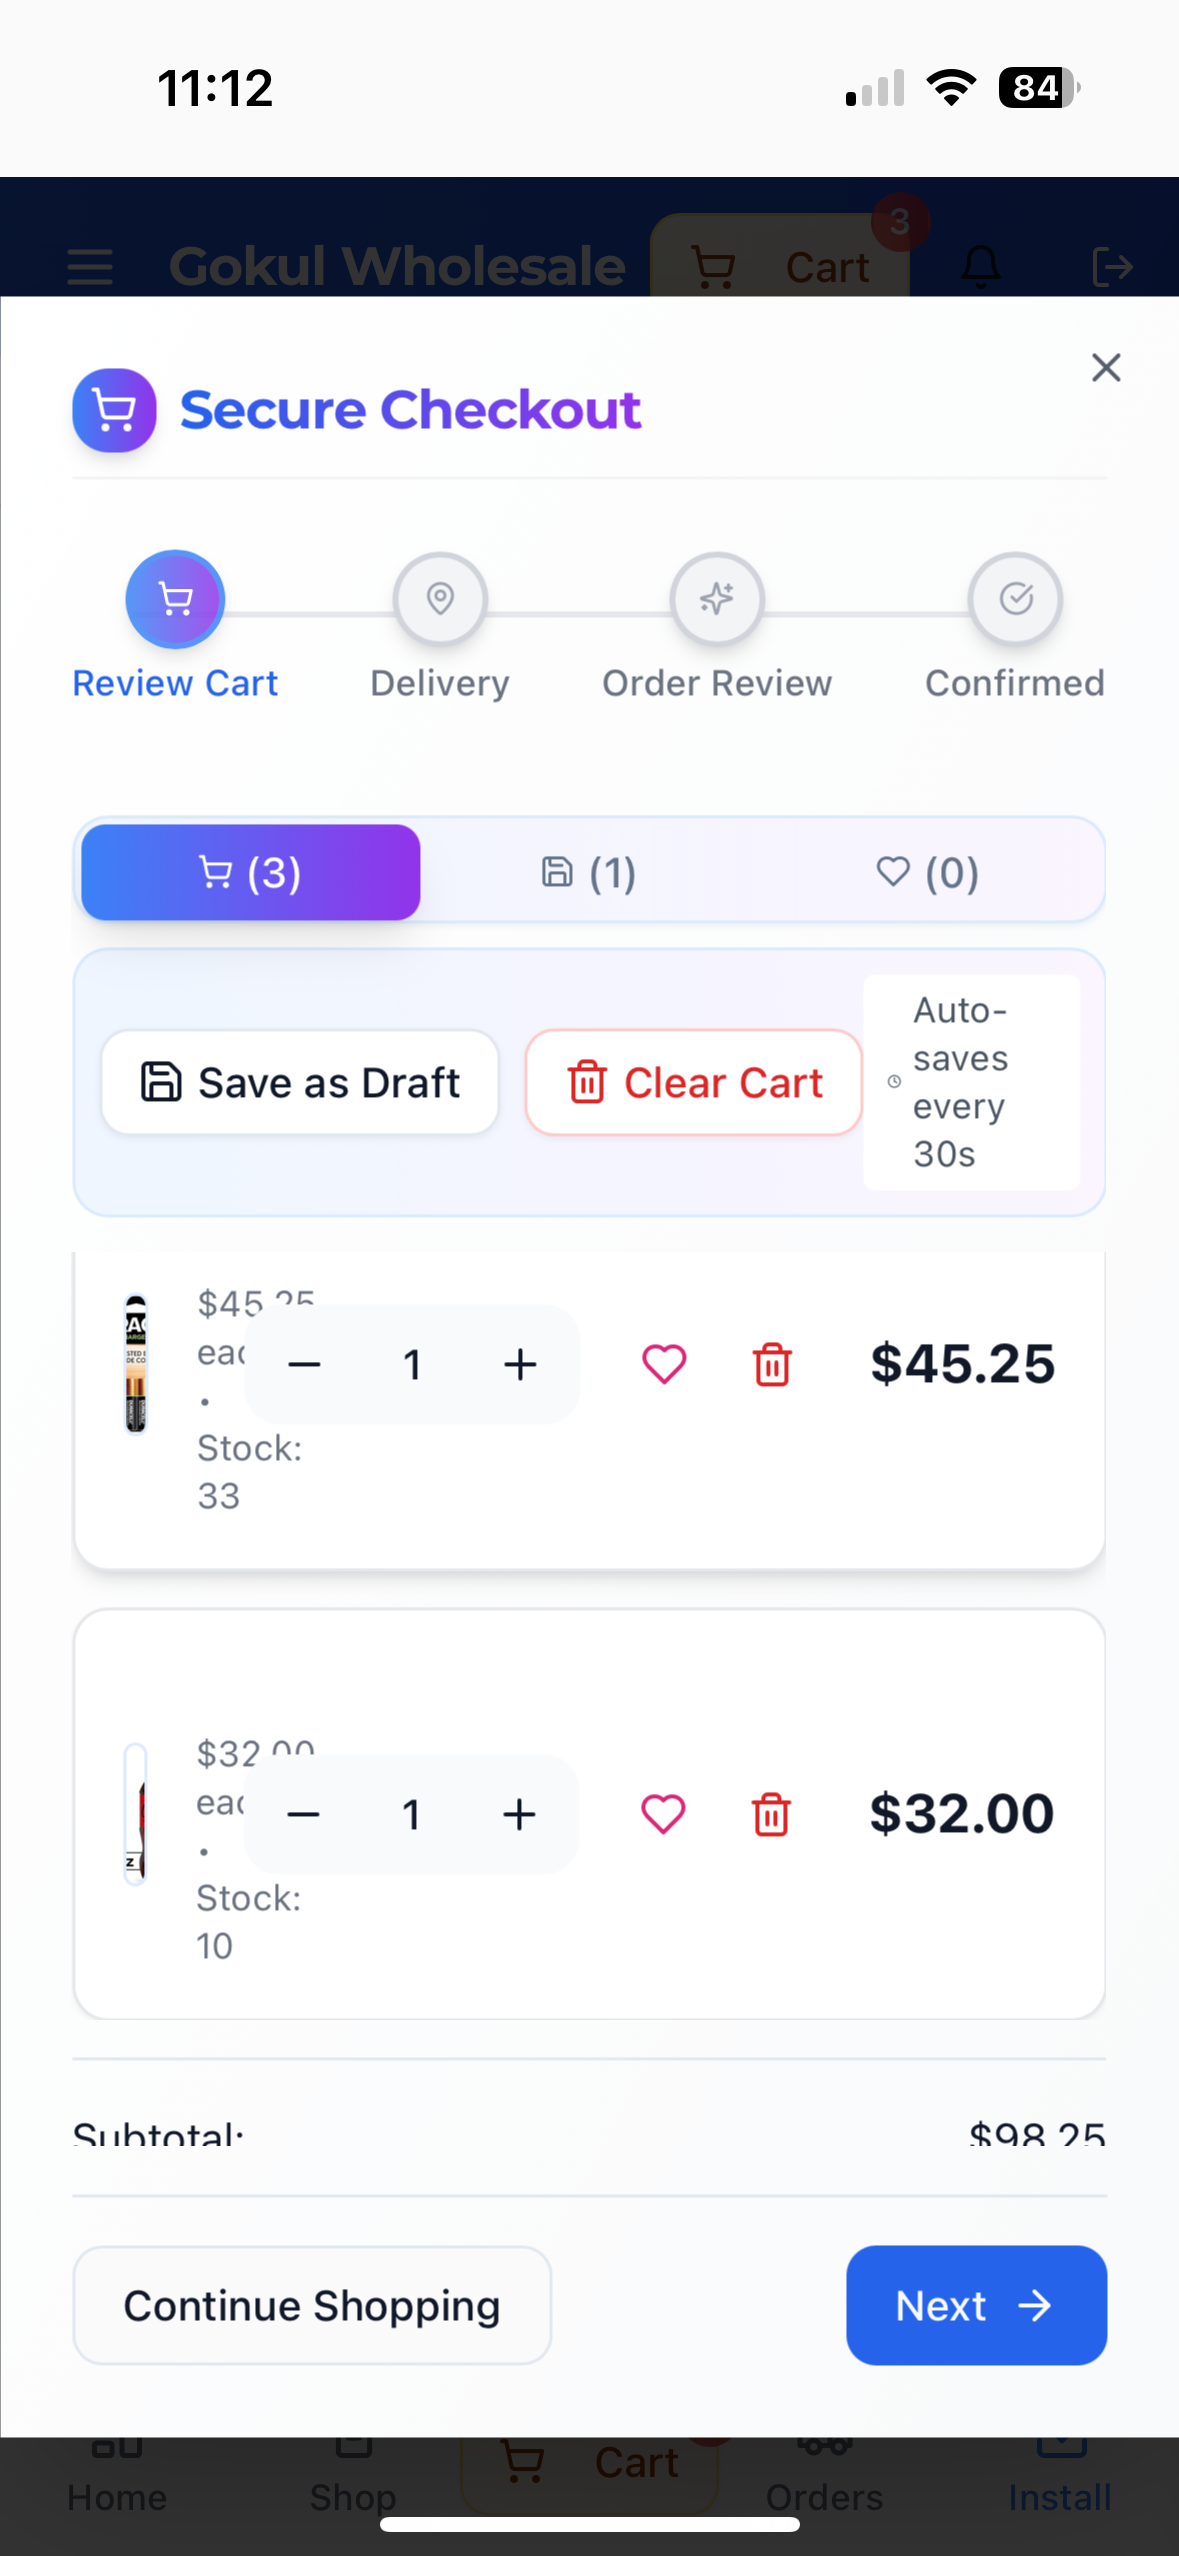 11:12
84
Gokul Wholesale
Cart
3
Secure Checkout
Review Cart
Delivery
Order Review
Confirmed
(3)
(1)
(0)
Save as Draft
Clear Cart
Auto-
saves
every
30s
$45.25
eac
•
Stock:
33
1
$45.25
$32.00
eac
•
Stock:
10
1
$32.00
Subtotal:
$98.25
Continue Shopping
Next
Home
Shop
Cart
Orders
Install